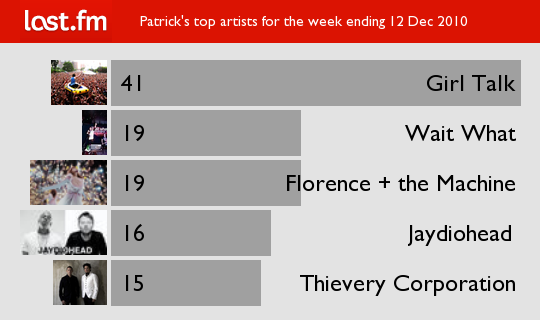 last.fm
Patrick's top artists for the week ending 12 Dec 2010
41 Girl Talk
19 Wait What
19 Florence + the Machine
JAYDIOHEAD
16 Jaydiohead
15 Thievery Corporation